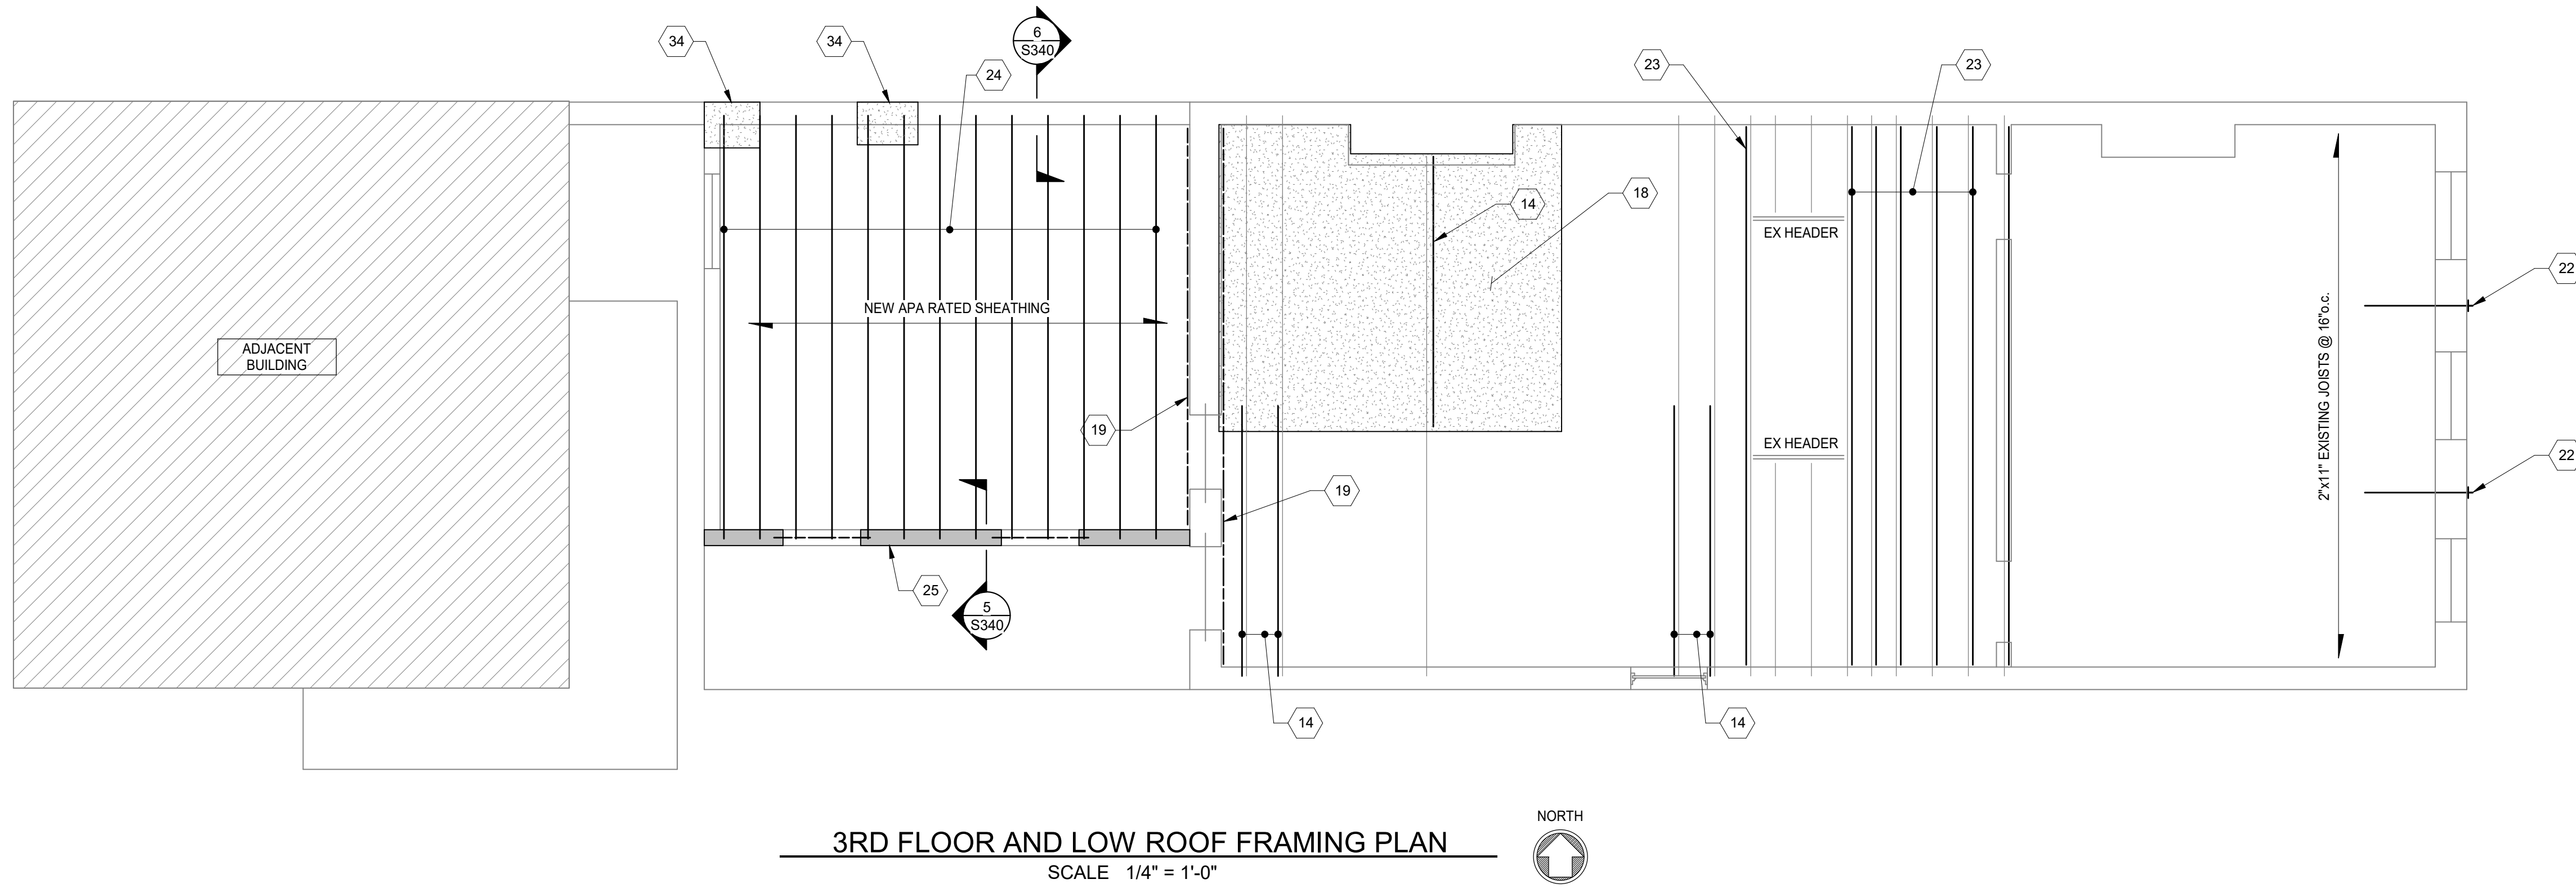 6
S340
34
34
24
23
23
14
18
EX HEADER
22
NEW APA RATED SHEATHING
ADJACENT
BUILDING
2"x11" EXISTING JOISTS @ 16"o.c.
19
EX HEADER
22
19
25
5
S340
14
14
NORTH
3RD FLOOR AND LOW ROOF FRAMING PLAN
SCALE 1/4" = 1'-0"